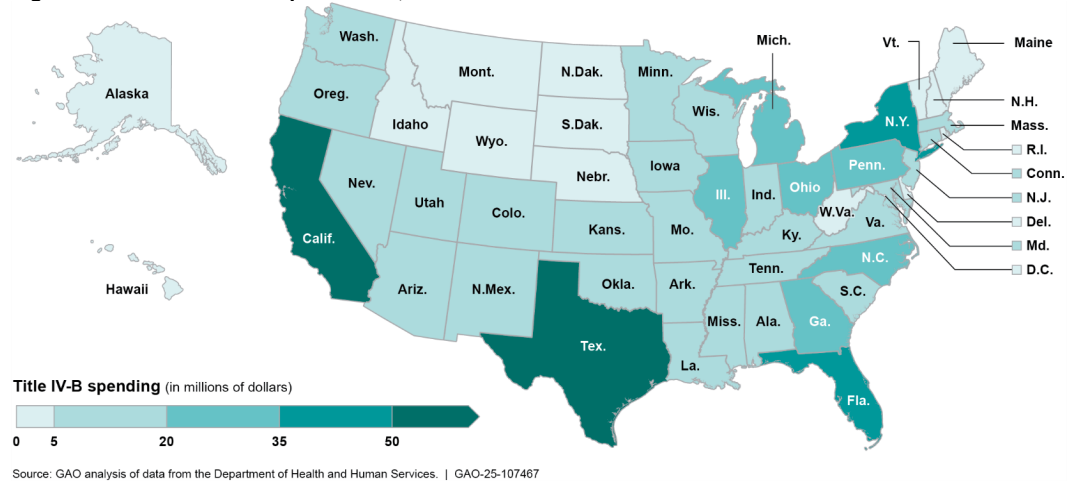 Wash.
Mich.
Vt.
Maine
Mont.
N.Dak.
Minn.
Alaska
Oreg.
N.H.
Wis.
N.Y.
Mass.
Idaho
S.Dak.
Wyo.
R.I.
Iowa
Penn.
Conn.
Nebr.
Nev.
Ill.
Ind.
Ohio
N.J.
Utah
Colo.
W.Va.
Va.
Del.
Kans.
Mo.
Ky.
Calif.
Md.
N.C.
Tenn.
D.C.
Hawaii
Ariz.
N.Mex.
Okla.
Ark.
S.C.
Miss.
Ala.
Ga.
Tex.
La.
Fla.
Title IV-B spending (in millions of dollars)
0 5 20 35 50
Source: GAO analysis of data from the Department of Health and Human Services. | GAO-25-107467